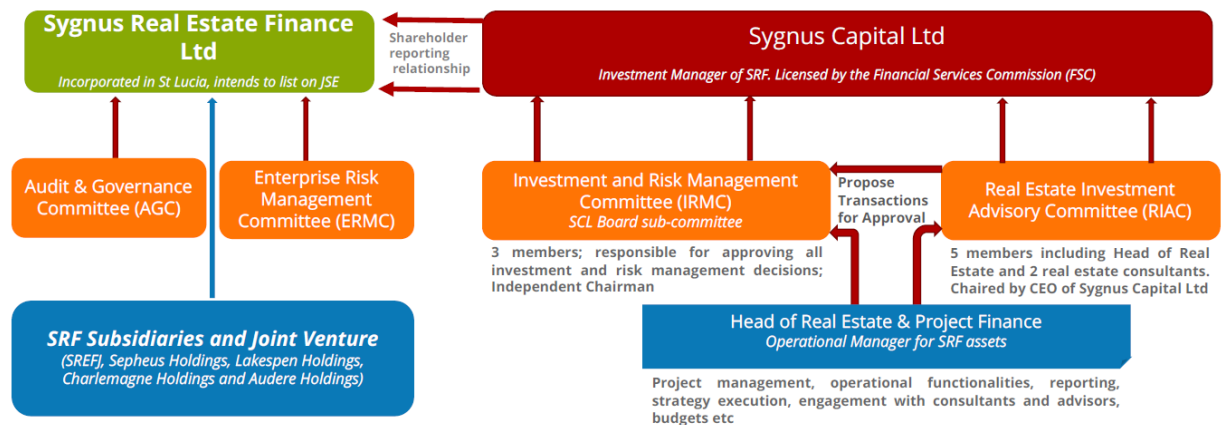 Sygnus Real Estate Finance
Ltd
Incorporated in St Lucia, intends to list on JSE
Shareholder
reporting
relationship
Sygnus Capital Ltd
Investment Manager of SRF. Licensed by the Financial Services Commission (FSC)
Audit & Governance
Committee (AGC)
Enterprise Risk
Management
Committee (ERMC)
Investment and Risk Management
Committee (IRMC)
SCL Board sub-committee
Propose
Transactions
for Approval
Real Estate Investment
Advisory Committee (RIAC)
3 members; responsible for approving all
investment and risk management decisions;
Independent Chairman
5 members including Head of Real
Estate and 2 real estate consultants.
Chaired by CEO of Sygnus Capital Ltd
SRF Subsidiaries and Joint Venture
(SREFJ, Sepheus Holdings, Lakespen Holdings,
Charlemagne Holdings and Audere Holdings)
Head of Real Estate & Project Finance
Operational Manager for SRF assets
Project management, operational functionalities, reporting,
strategy execution, engagement with consultants and advisors,
budgets etc